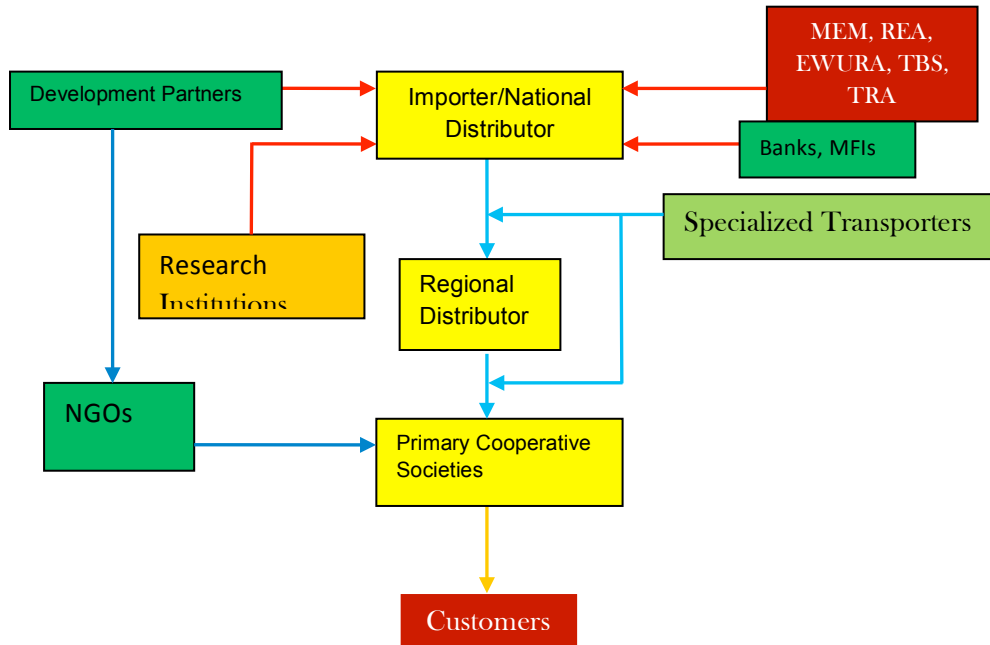 MEM, REA,
EWURA, TBS,
TRA
Development Partners
Importer/National
Distributor
Banks, MFIs
Specialized Transporters
Research
Institutions
Regional
Distributor
NGOs
Primary Cooperative
Societies
Customers